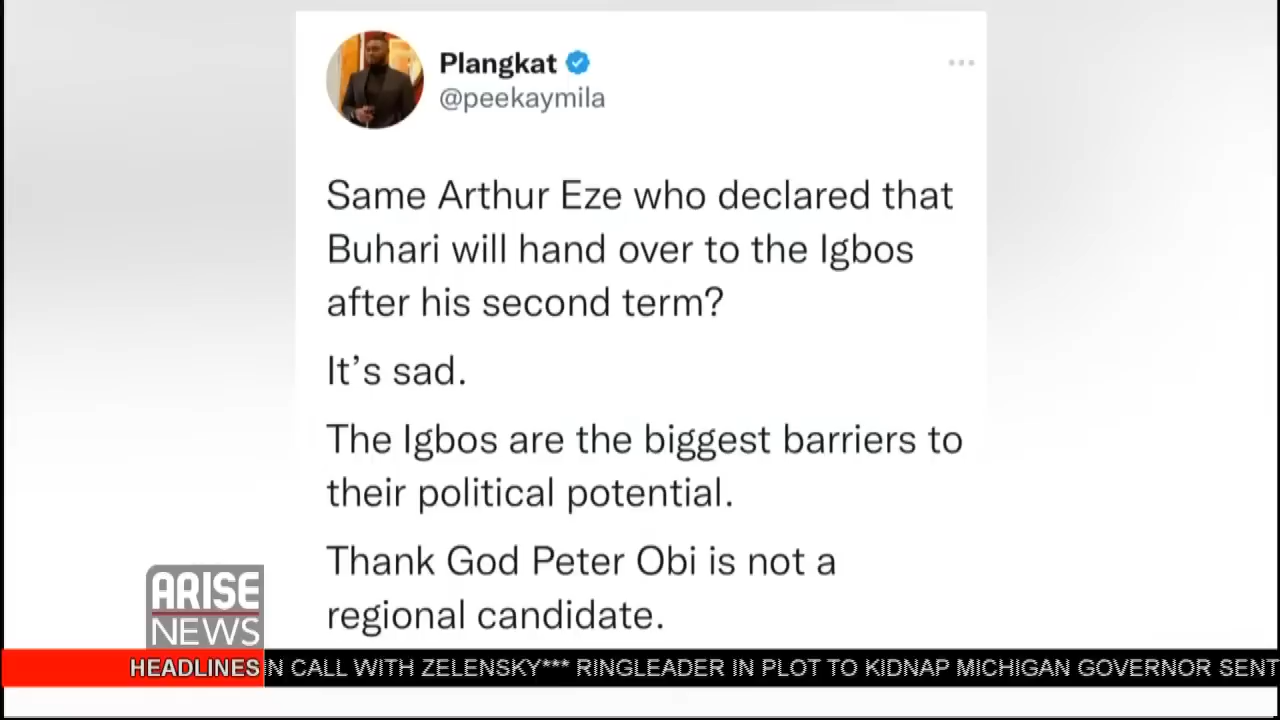 Plangkat
@peekaymila
Same Arthur Eze who declared that
Buhari will hand over to the Igbos
after his second term?
It's sad.
The Igbos are the biggest barriers to
their political potential.
Thank God Peter Obi is not a
regional candidate.
ARISE
NEWS
HEADLINES
N CALL WITH ZELENSKY*** RINGLEADER IN PLOT TO KIDNAP MICHIGAN GOVERNOR SENT